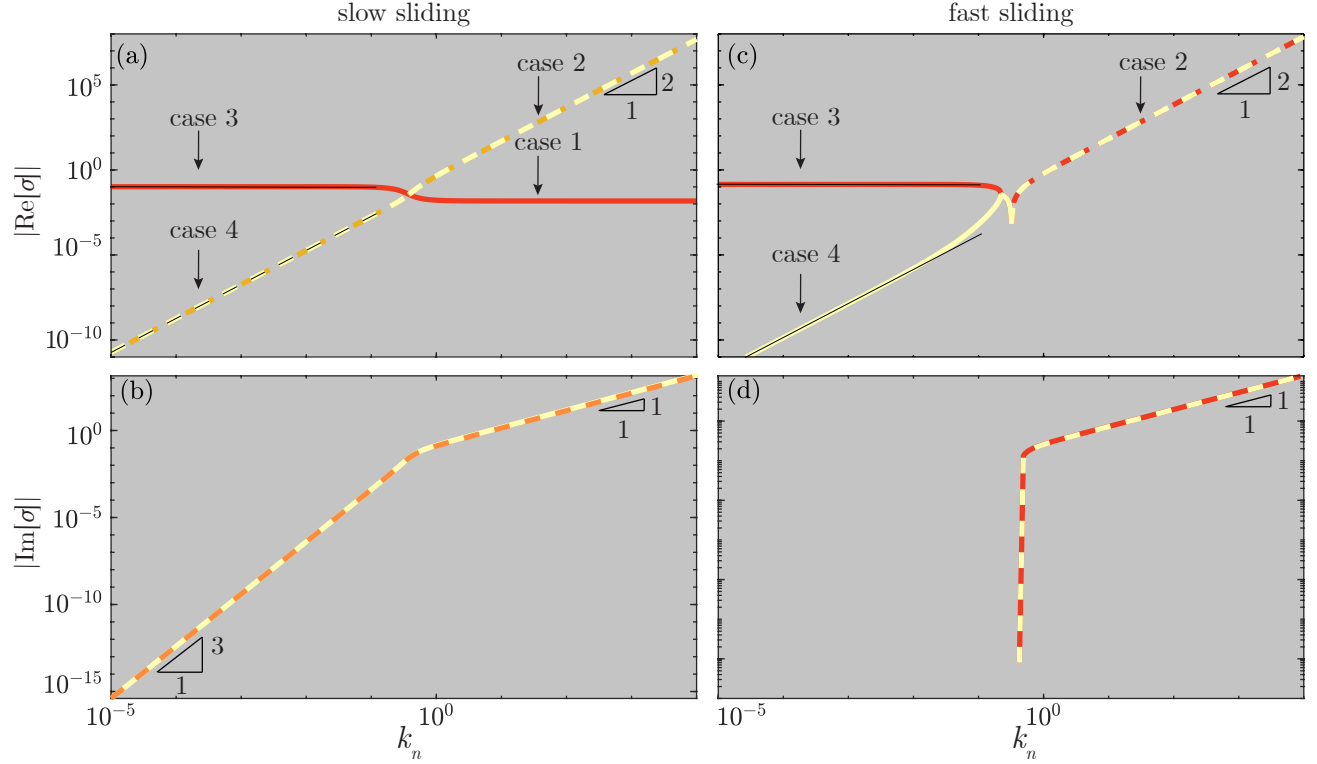 slow sliding
fast sliding
(a)
case 2
2
1
case 3
case 1
case 4
|Re[σ]|
10^5
10^0
10^−5
10^−10
(c)
case 2
2
1
case 3
case 4
(b)
1
1
3
1
|Im[σ]|
10^0
10^−5
10^−10
10^−15
10^−5
10^0
k_n
(d)
1
1
10^−5
10^0
k_n